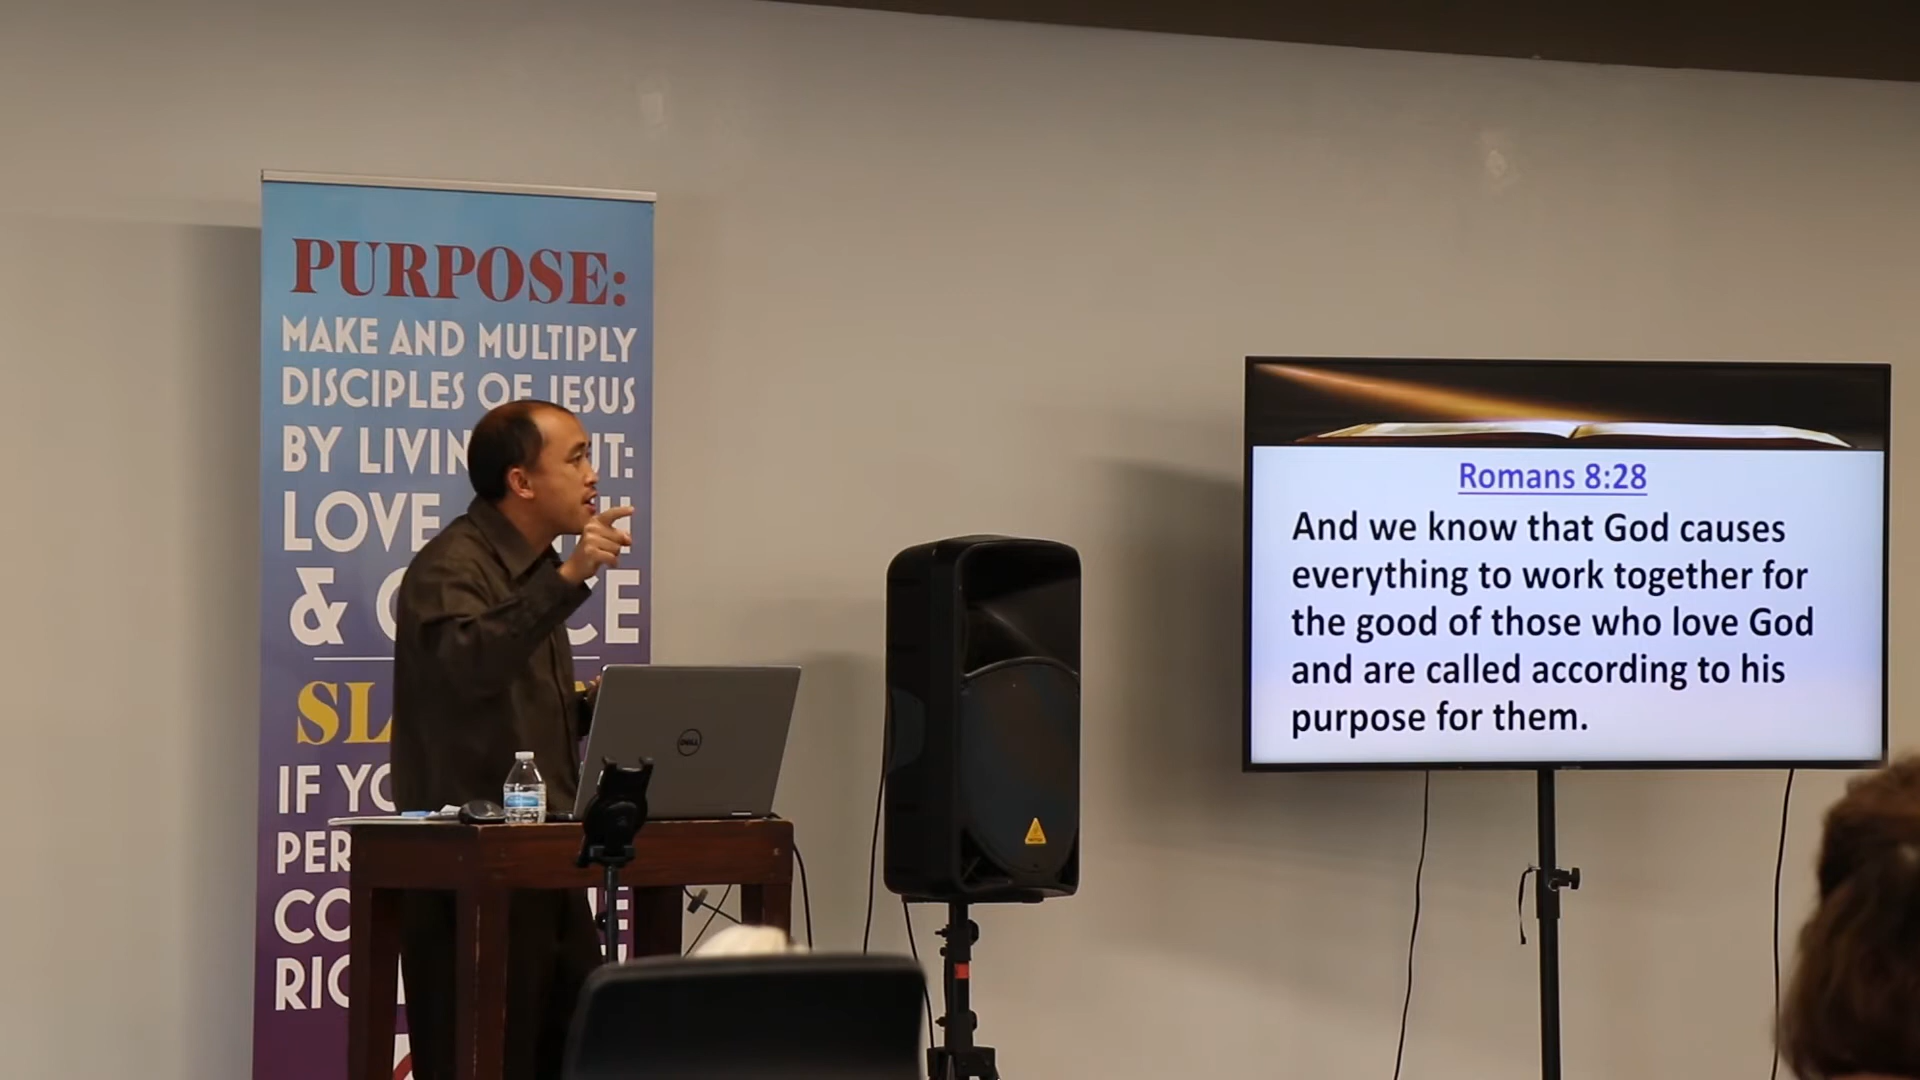 PURPOSE:
MAKE AND MULTIPLY
DISCIPLES OF JESUS
BY LIVIN UT:
LOVE
& CE
SL
IF YO
PER
CO E
RIC
DELL
Romans 8:28
And we know that God causes
everything to work together for
the good of those who love God
and are called according to his
purpose for them.